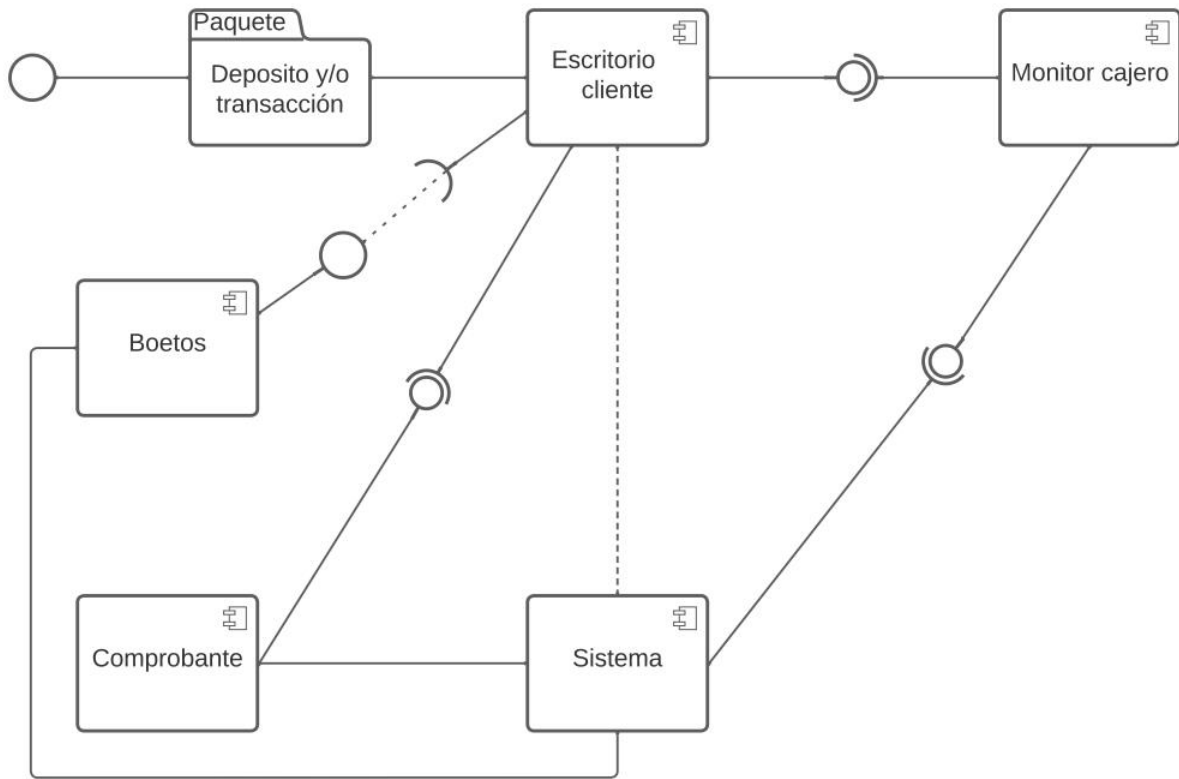 Paquete
Deposito y/o
transacción
Escritorio
cliente
Monitor cajero
Boetos
Comprobante
Sistema